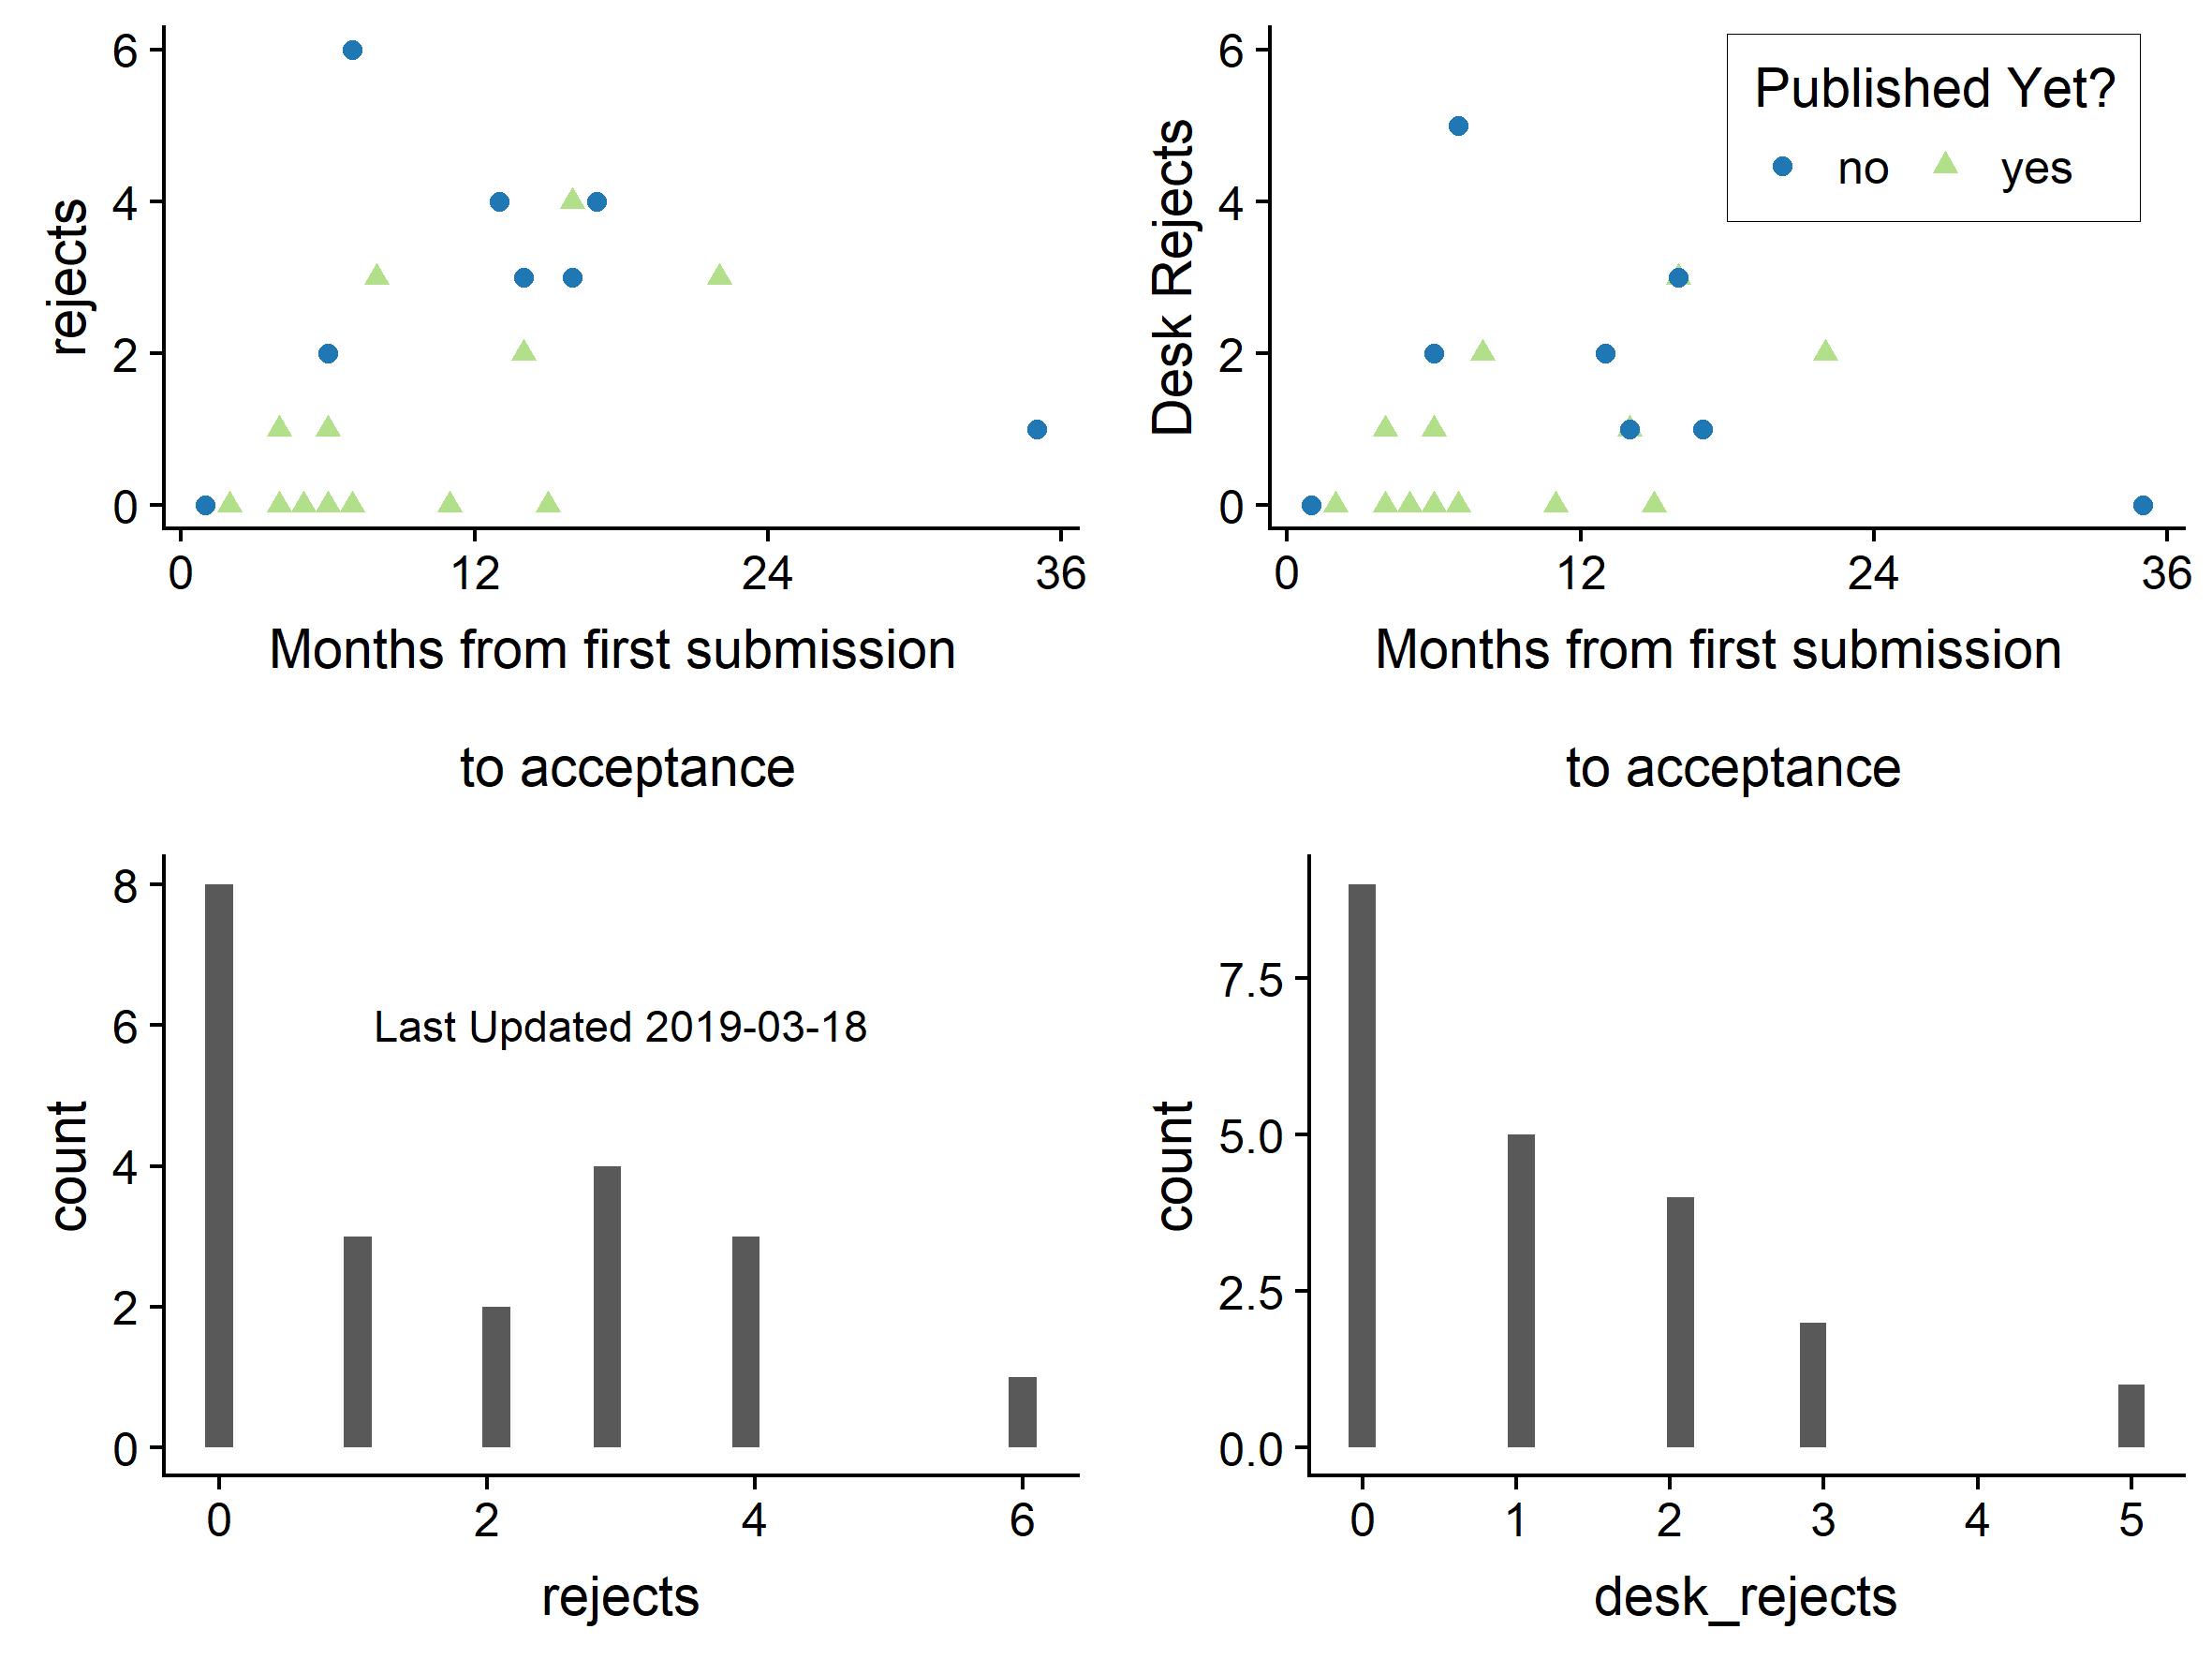 rejects
6
4
2
0
0 12 24 36
Months from first submission
to acceptance
Desk Rejects
6
4
2
0
0 12 24 36
Months from first submission
to acceptance
Published Yet?
no yes
count
8
6
4
2
0
Last Updated 2019-03-18
0 2 4 6
rejects
count
7.5
5.0
2.5
0.0
0 1 2 3 4 5
desk_rejects